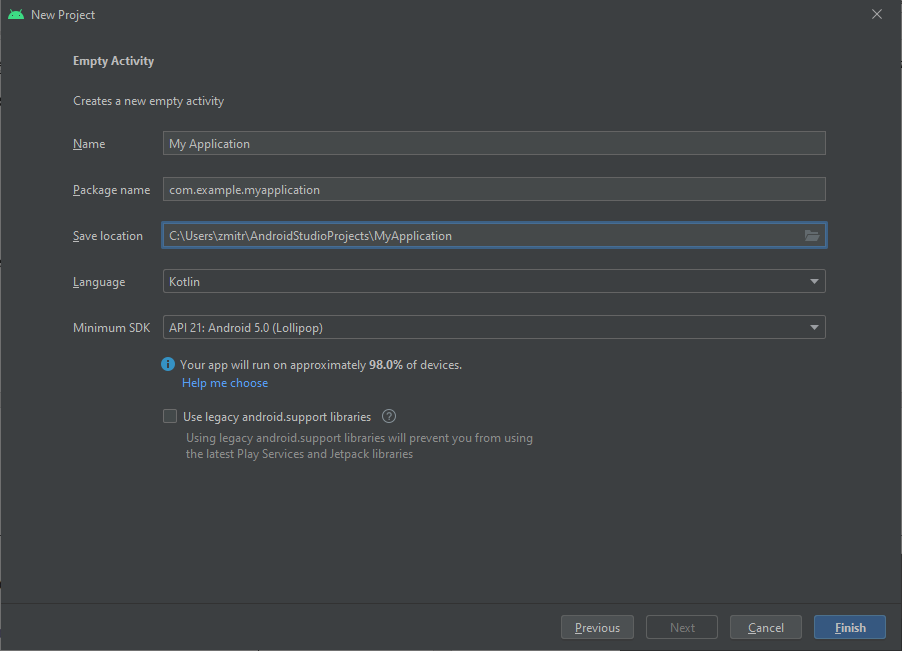 New Project
Empty Activity
Creates a new empty activity
Name My Application
Package name com.example.myapplication
Save location C:\Users\zmitr\AndroidStudioProjects\MyApplication
Language Kotlin
Minimum SDK API 21: Android 5.0 (Lollipop)
i Your app will run on approximately 98.0% of devices.
Help me choose
Use legacy android.support libraries ?
Using legacy android.support libraries will prevent you from using
the latest Play Services and Jetpack libraries
Previous Next Cancel Finish